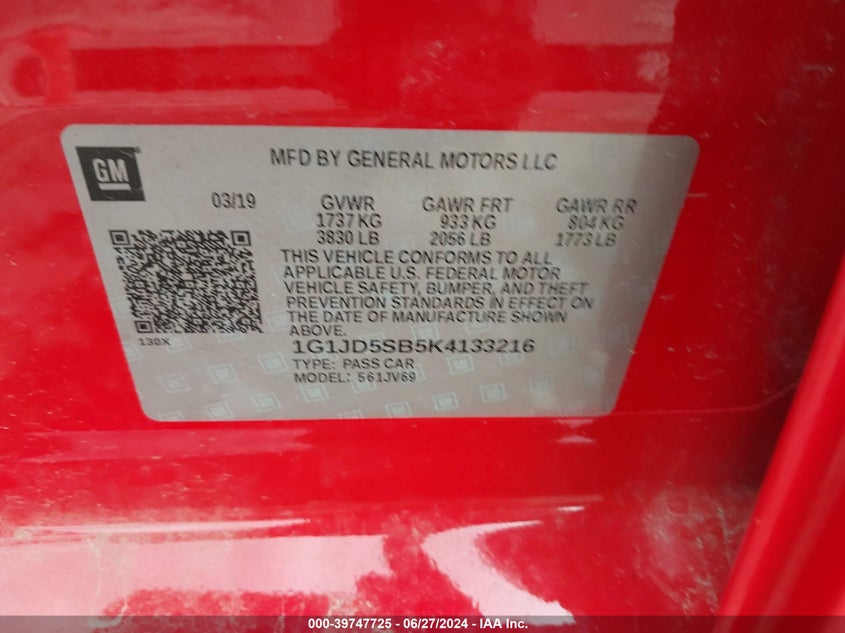 GM
MFD BY GENERAL MOTORS LLC
03/19 GVWR GAWR FRT GAWR RR
1737 KG 933 KG 804 KG
3830 LB 2056 LB 1773 LB
THIS VEHICLE CONFORMS TO ALL
APPLICABLE U.S. FEDERAL MOTOR
VEHICLE SAFETY, BUMPER, AND THEFT
PREVENTION STANDARDS IN EFFECT ON
THE DATE OF MANUFACTURE SHOWN
ABOVE.
130X
1G1JD5SB5K4133216
TYPE: PASS CAR
MODEL: 561JV69
000-39747725 - 06/27/2024 - IAA Inc.